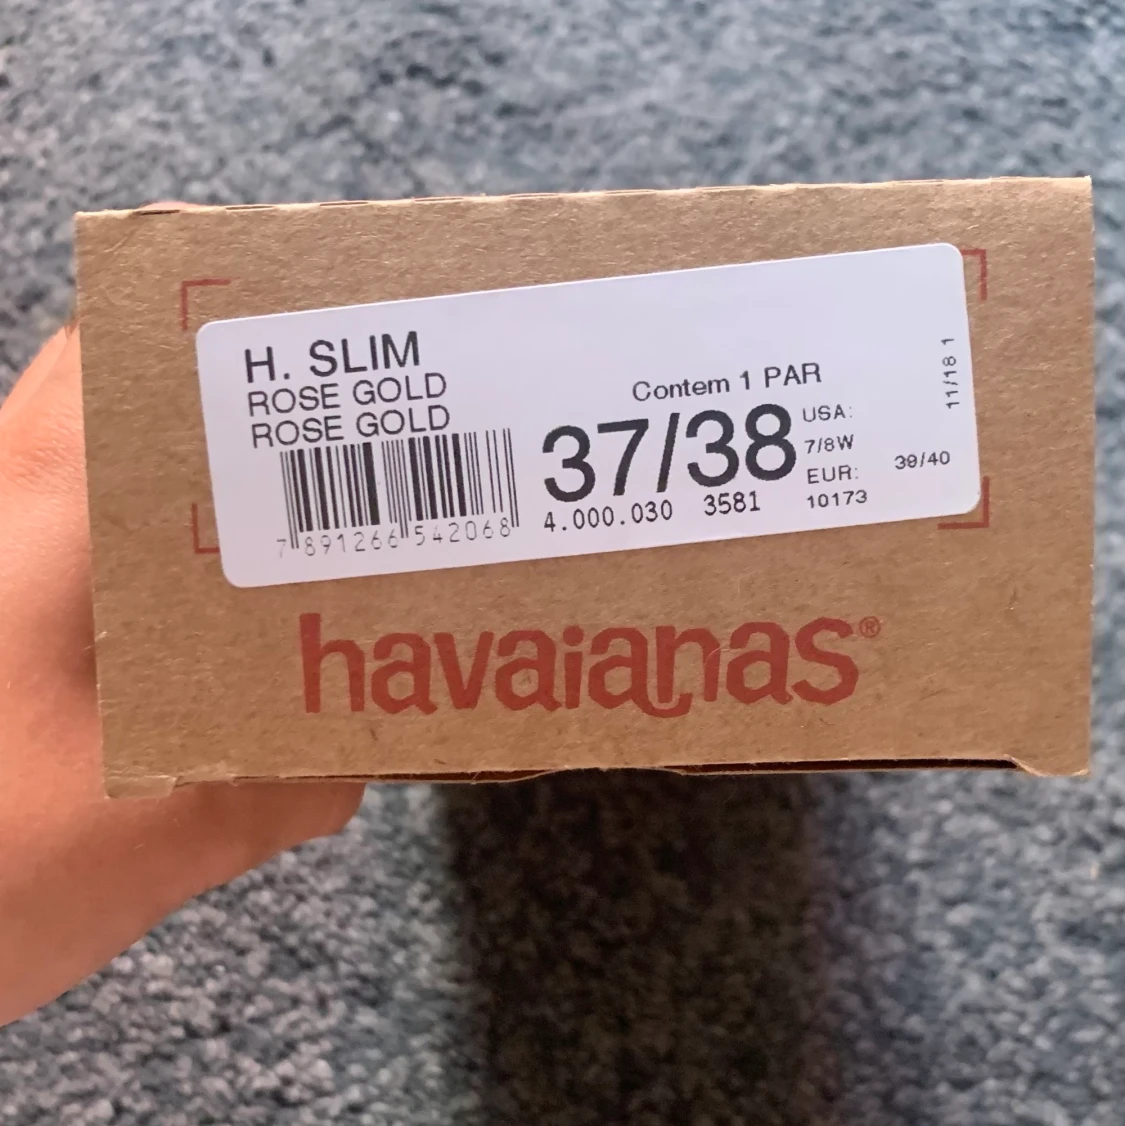 H. SLIM
ROSE GOLD
ROSE GOLD
7 891266 542068
Contem 1 PAR
37/38
4.000.030 3581
USA:
7/8W
EUR:
39/40
10173
11/18 1
havaianas®